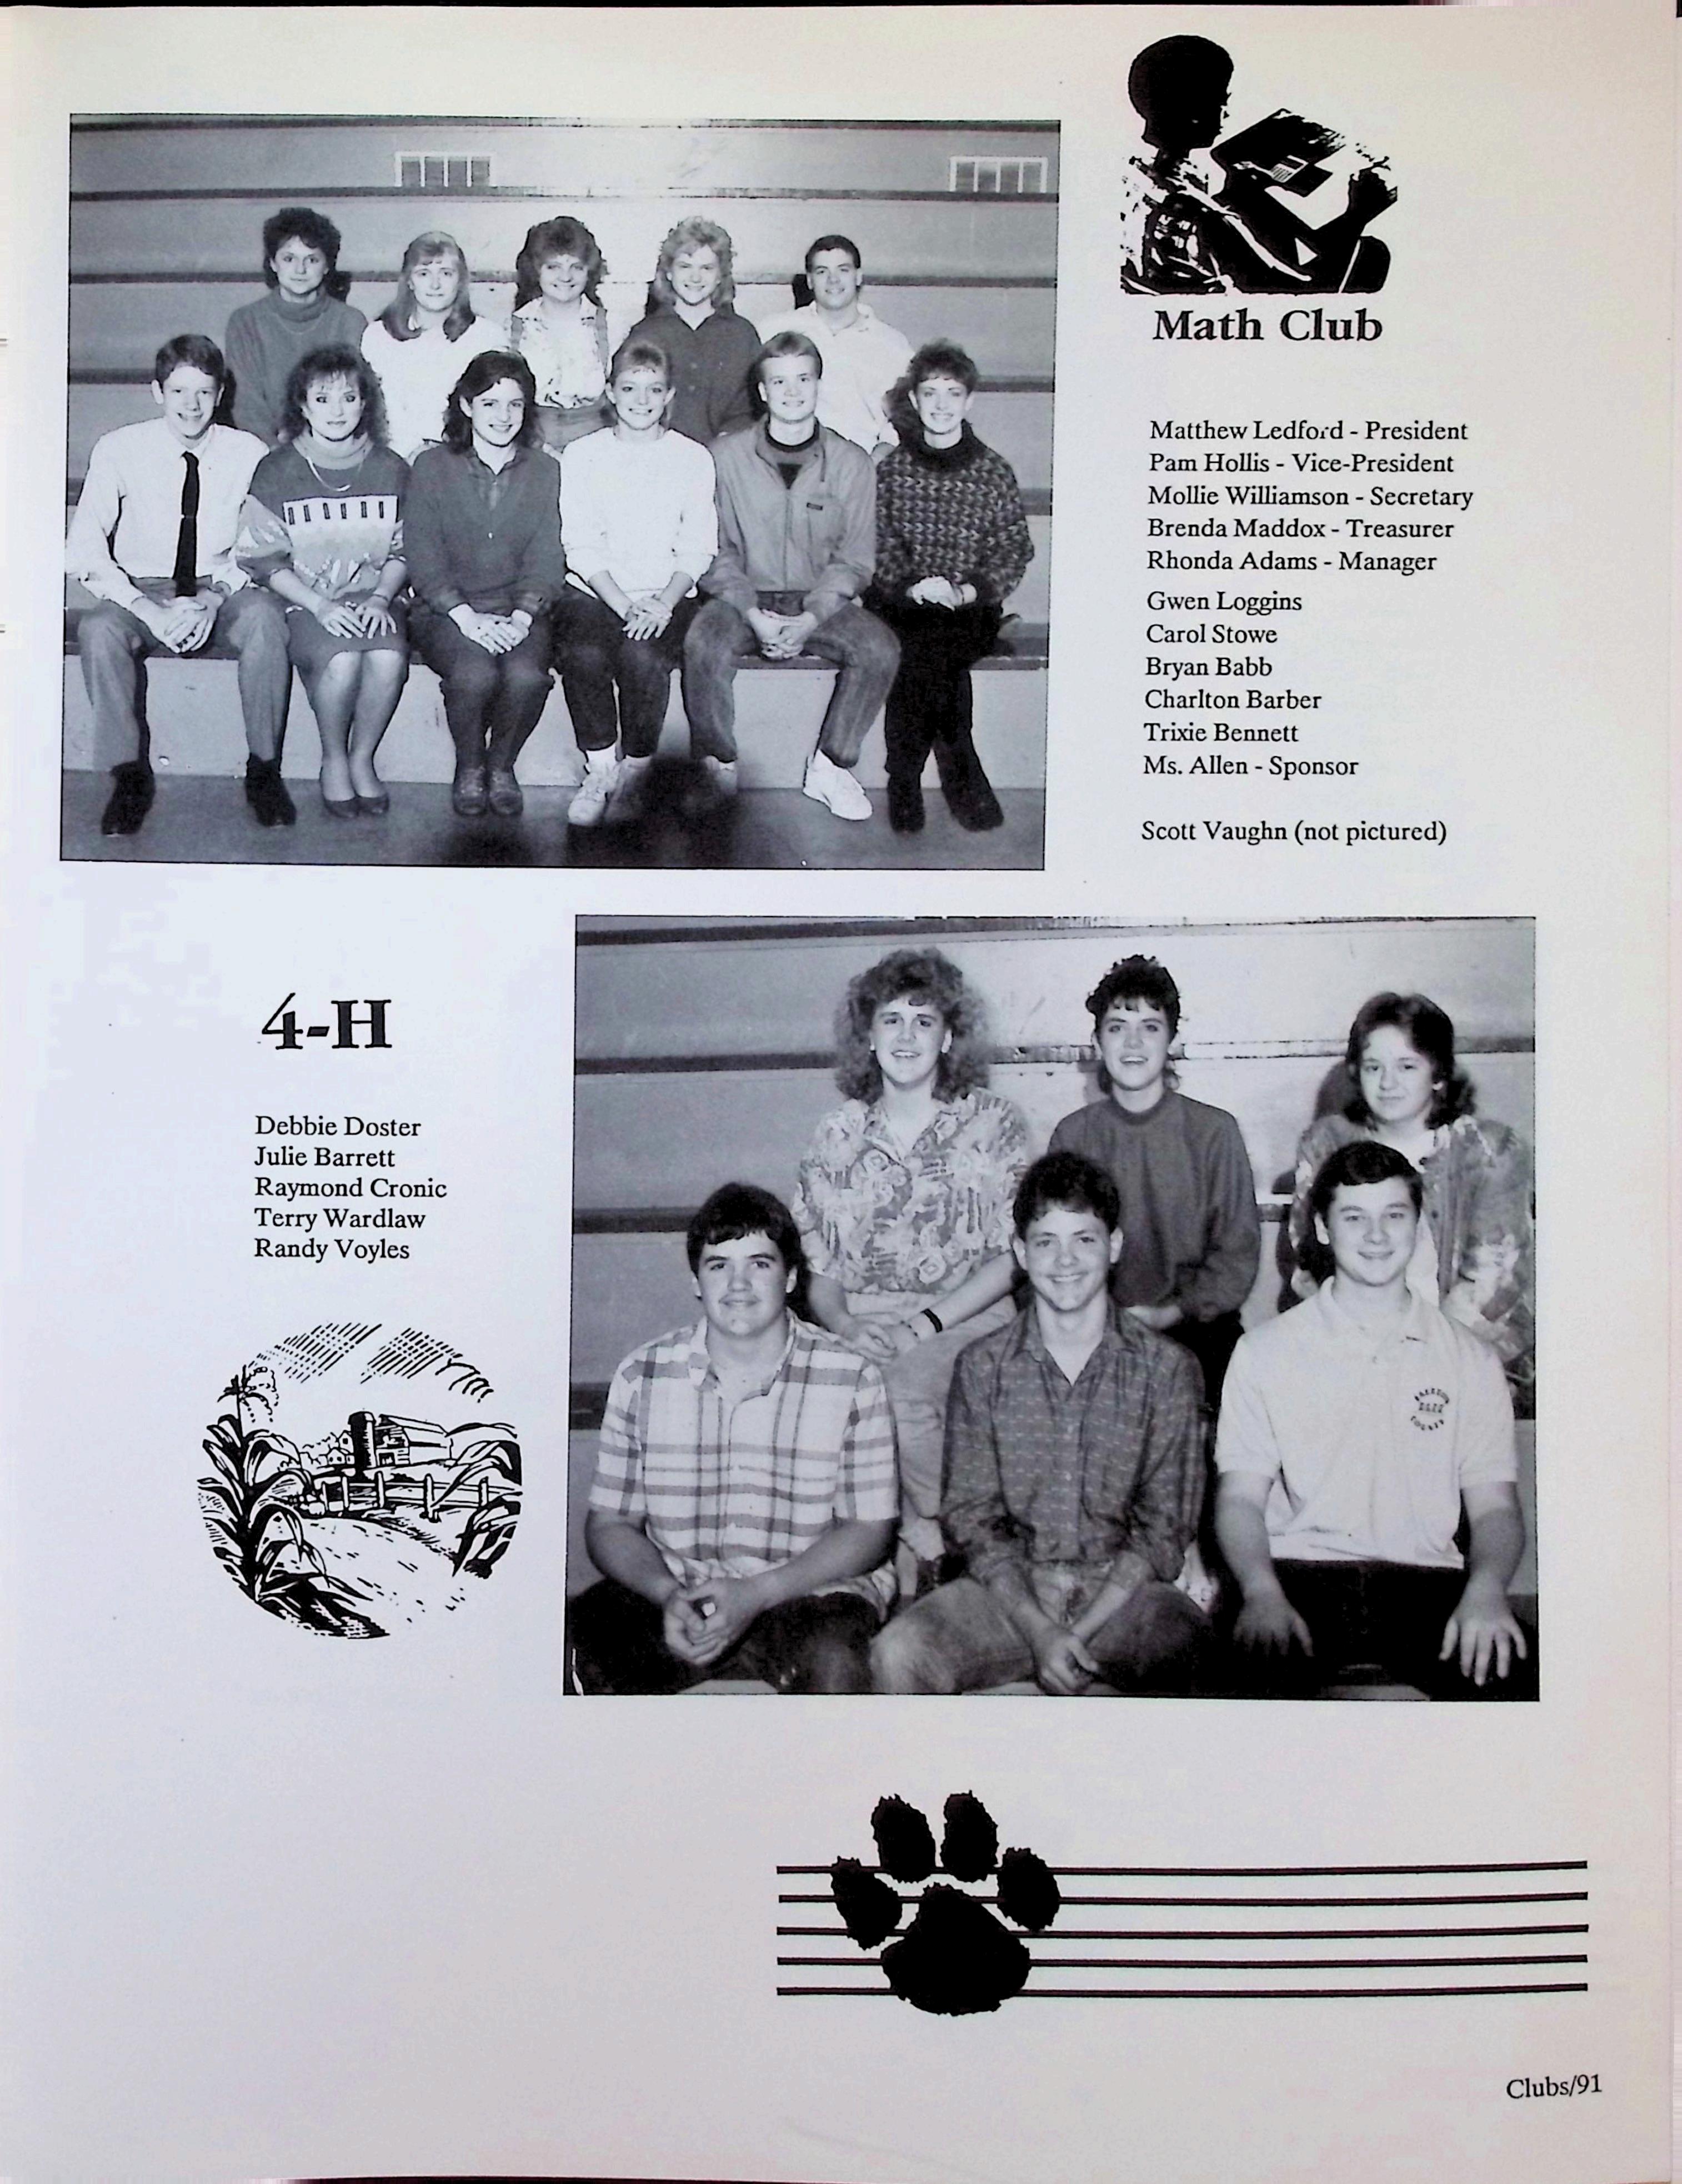 Math Club
Matthew Ledford - President
Pam Hollis - Vice-President
Mollie Williamson - Secretary
Brenda Maddox - Treasurer
Rhonda Adams - Manager
Gwen Loggins
Carol Stowe
Bryan Babb
Charlton Barber
Trixie Bennett
Ms. Allen - Sponsor
Scott Vaughn (not pictured)
4-H
Debbie Doster
Julie Barrett
Raymond Cronic
Terry Wardlaw
Randy Voyles
COUNTY
Clubs/91